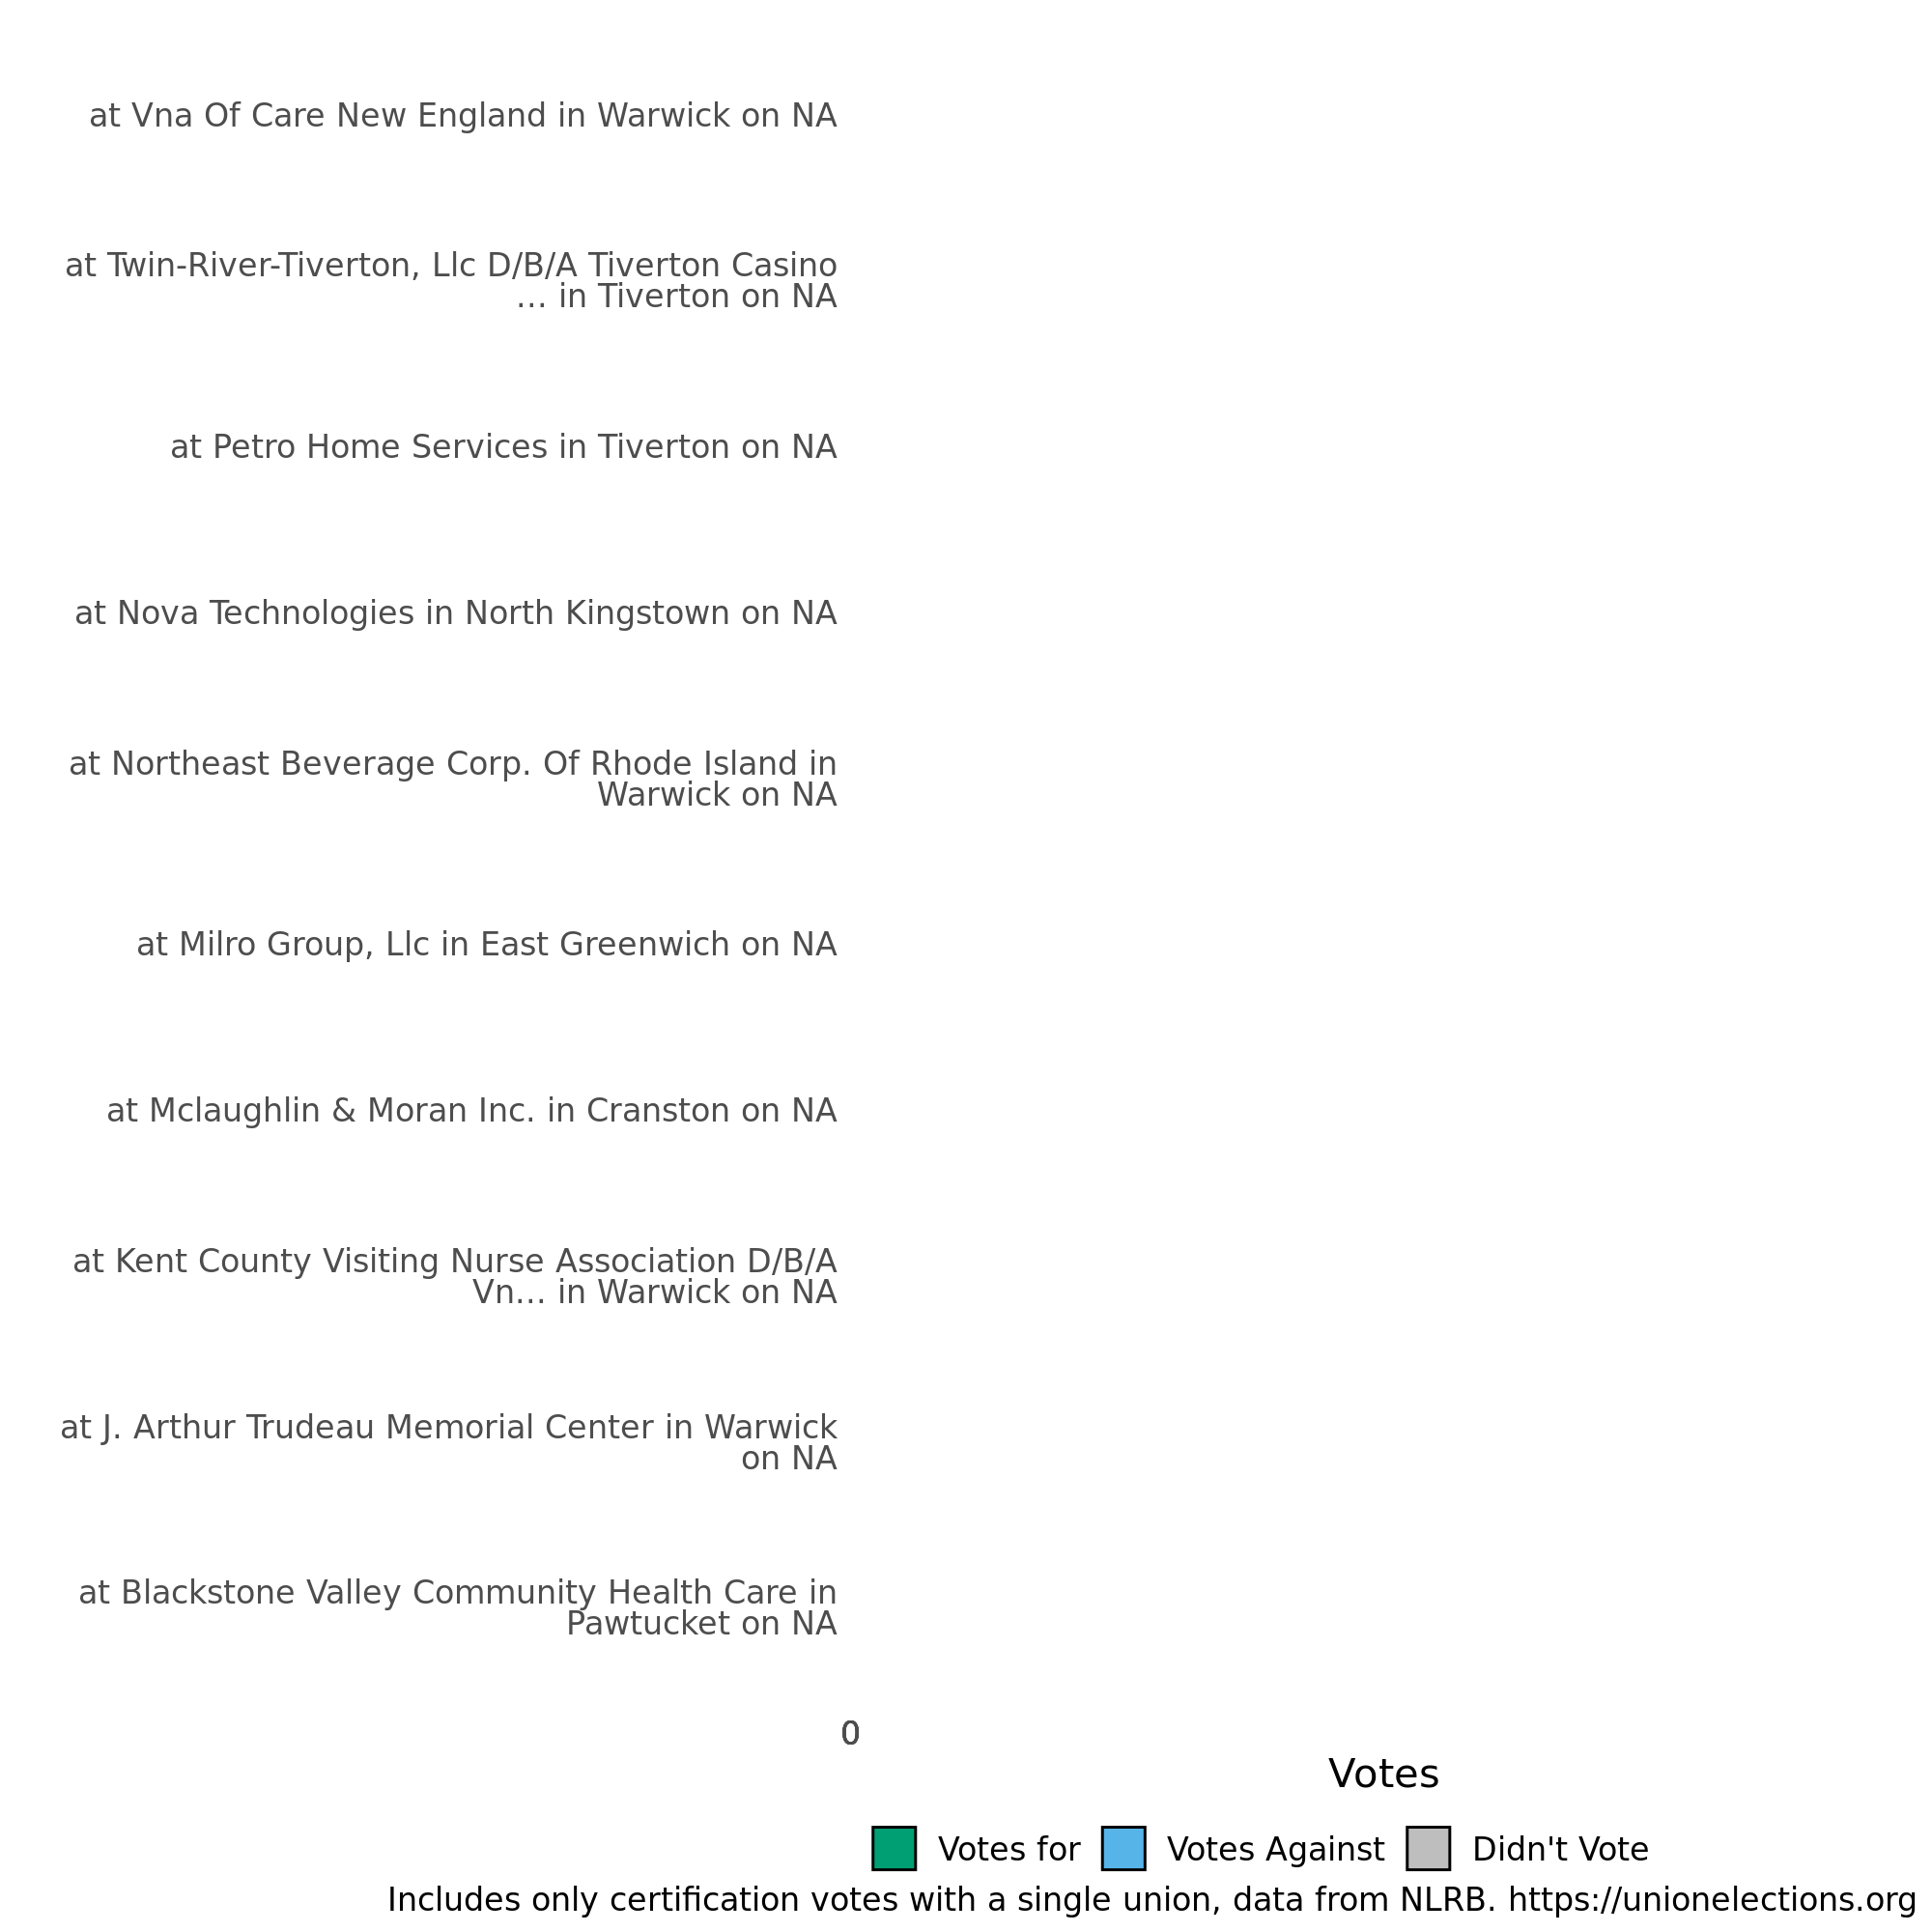 at Vna Of Care New England in Warwick on NA
at Twin-River-Tiverton, Llc D/B/A Tiverton Casino
... in Tiverton on NA
at Petro Home Services in Tiverton on NA
at Nova Technologies in North Kingstown on NA
at Northeast Beverage Corp. Of Rhode Island in
Warwick on NA
at Milro Group, Llc in East Greenwich on NA
at Mclaughlin & Moran Inc. in Cranston on NA
at Kent County Visiting Nurse Association D/B/A
Vn... in Warwick on NA
at J. Arthur Trudeau Memorial Center in Warwick
on NA
at Blackstone Valley Community Health Care in
Pawtucket on NA
0
Votes
Votes for Votes Against Didn't Vote
Includes only certification votes with a single union, data from NLRB. https://unionelections.org